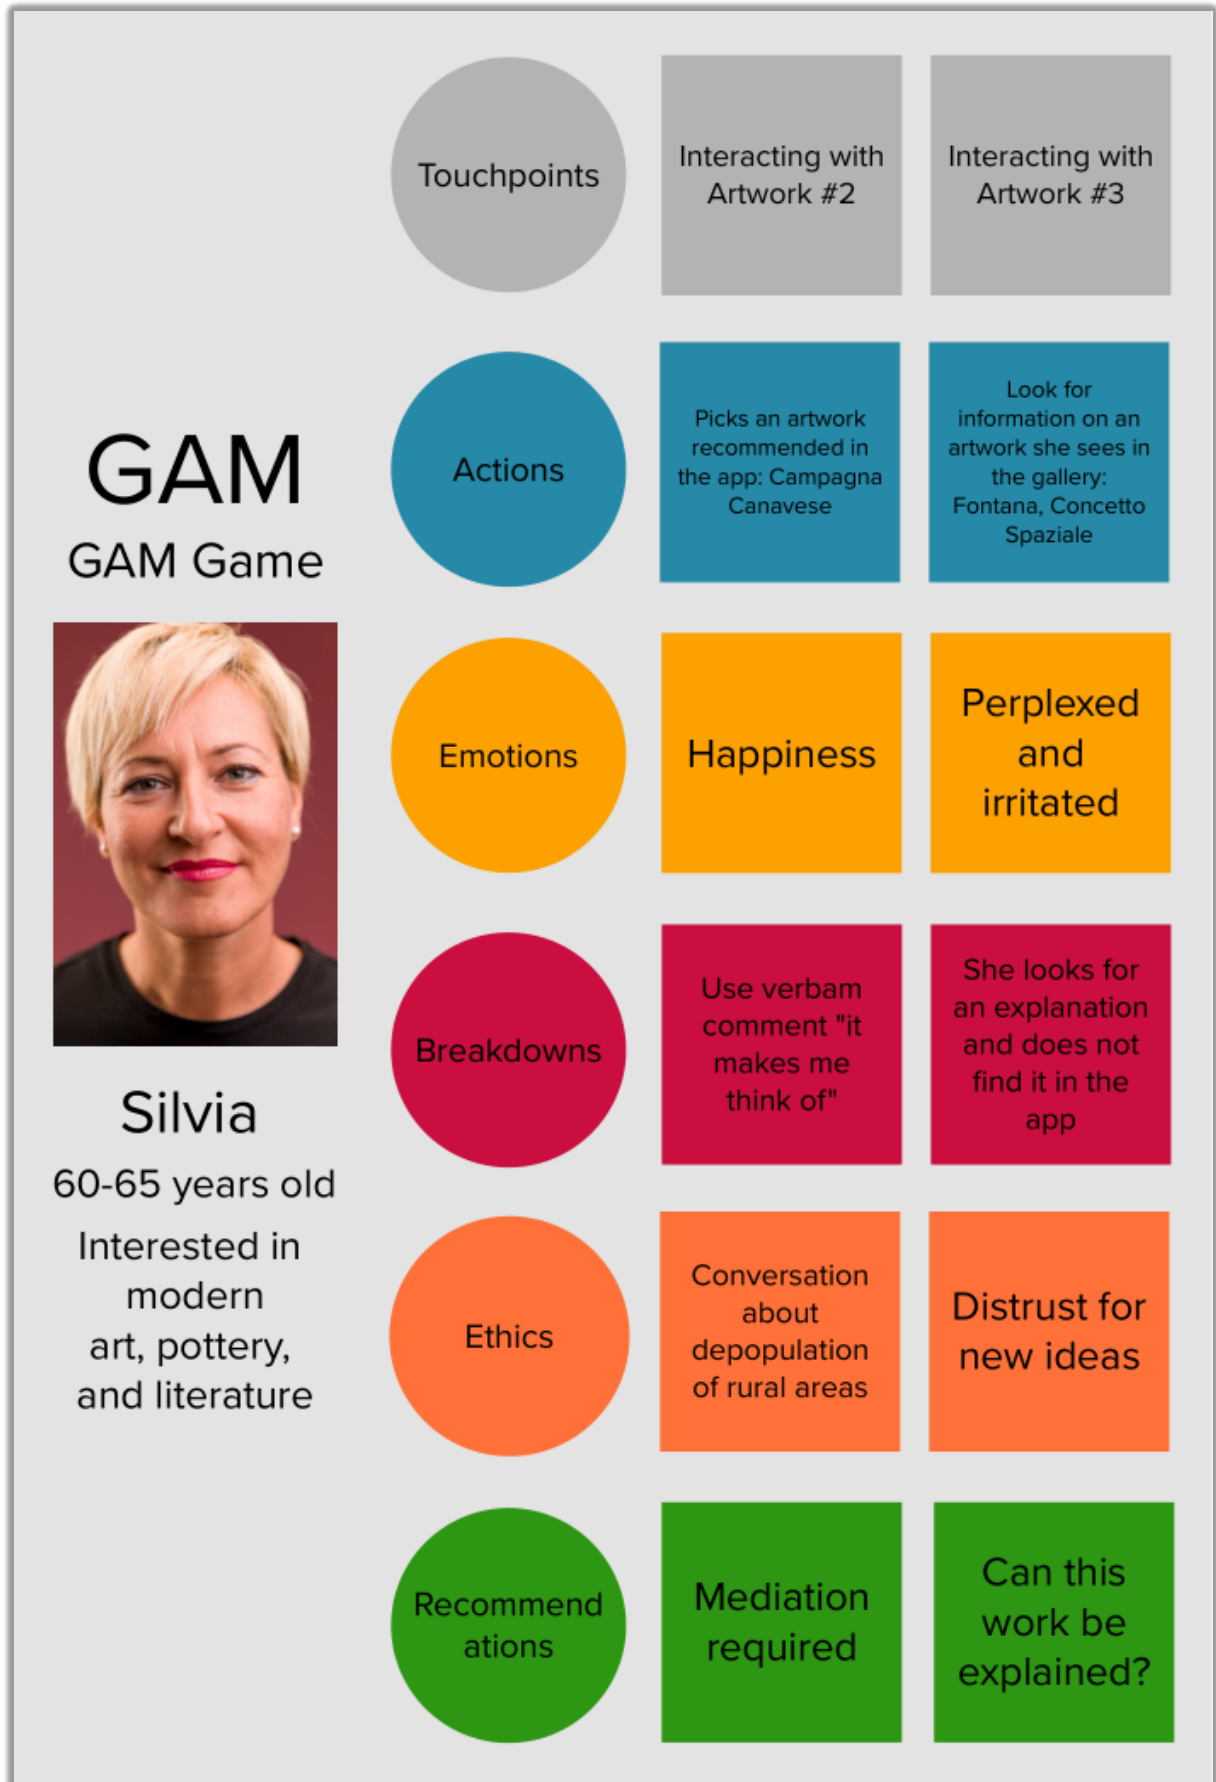 GAM
GAM Game
Silvia
60-65 years old
Interested in
modern
art, pottery,
and literature
Touchpoints
Interacting with
Artwork #2
Interacting with
Artwork #3
Actions
Picks an artwork
recommended in
the app: Campagna
Canavese
Look for
information on an
artwork she sees in
the gallery:
Fontana, Concetto
Spaziale
Emotions
Happiness
Perplexed
and
irritated
Breakdowns
Use verbam
comment "it
makes me
think of"
She looks for
an explanation
and does not
find it in the
app
Ethics
Conversation
about
depopulation
of rural areas
Distrust for
new ideas
Recommend
ations
Mediation
required
Can this
work be
explained?